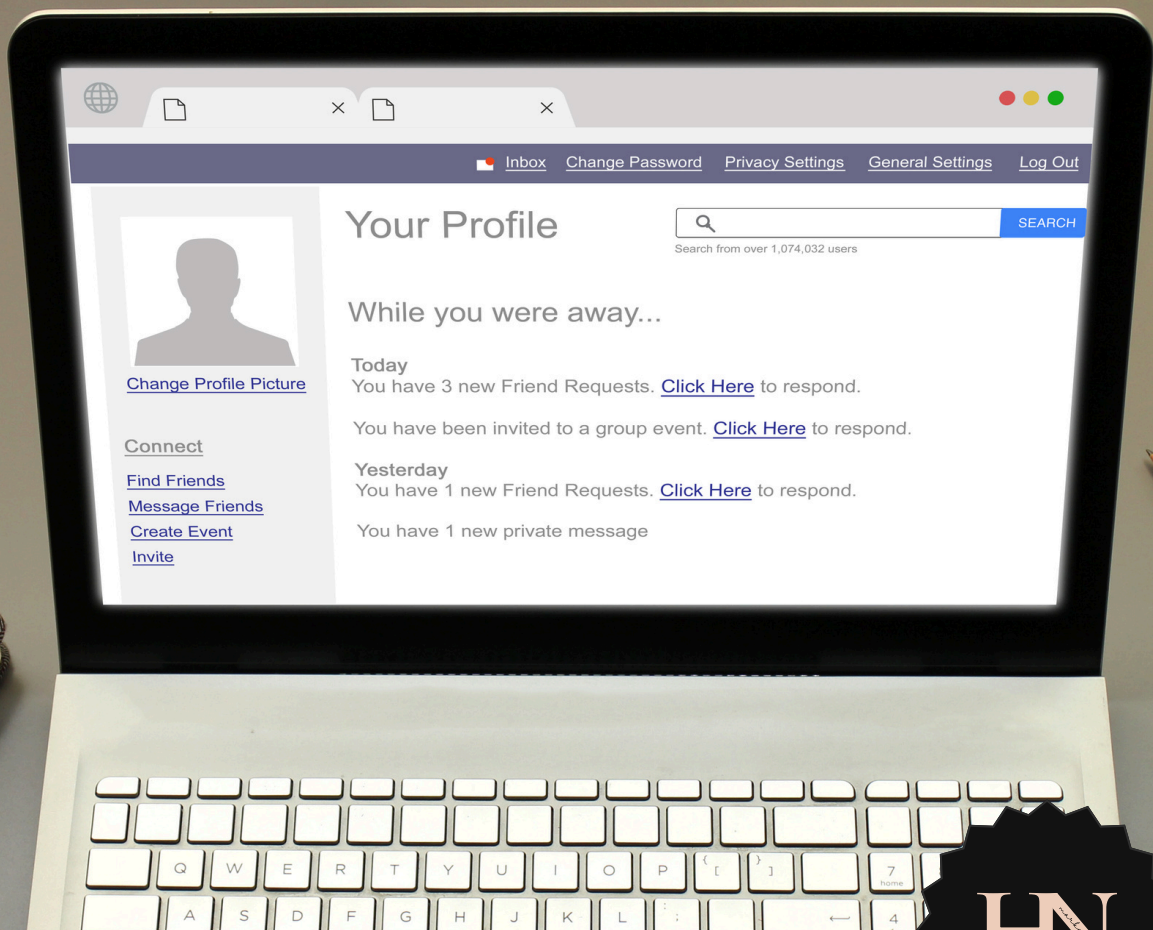 Inbox Change Password Privacy Settings General Settings Log Out
Your Profile
SEARCH
Search from over 1,074,032 users
Change Profile Picture
Connect
Find Friends
Message Friends
Create Event
Invite
While you were away...
Today
You have 3 new Friend Requests. Click Here to respond.
You have been invited to a group event. Click Here to respond.
Yesterday
You have 1 new Friend Requests. Click Here to respond.
You have 1 new private message
Q W E R T Y U I O P { [ } ] 7
home
A S D F G H J K L : ; 4
HN